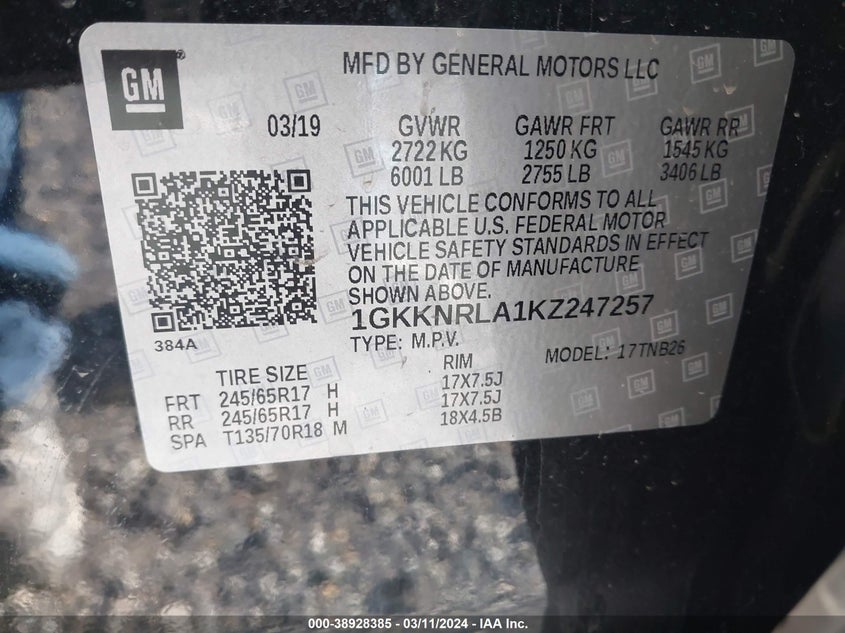 GM
MFD BY GENERAL MOTORS LLC
03/19 GVWR GAWR FRT GAWR RR
2722 KG 1250 KG 1545 KG
6001 LB 2755 LB 3406 LB
THIS VEHICLE CONFORMS TO ALL
APPLICABLE U.S. FEDERAL MOTOR
VEHICLE SAFETY STANDARDS IN EFFECT
ON THE DATE OF MANUFACTURE
SHOWN ABOVE.
1GKKNRLA1KZ247257
384A
TYPE: M.P.V. MODEL: 17TNB26
TIRE SIZE RIM
FRT 245/65R17 H 17X7.5J
RR 245/65R17 H 17X7.5J
SPA T135/70R18 M 18X4.5B
000-38928385 - 03/11/2024 - IAA Inc.